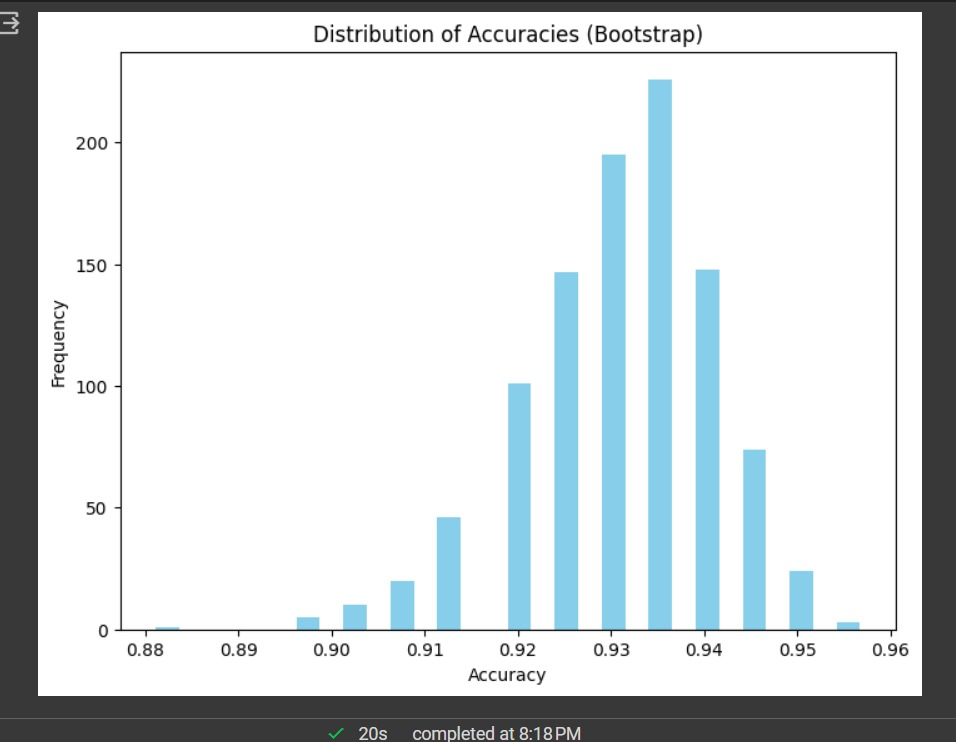 Distribution of Accuracies (Bootstrap)
200
150
100
50
0
Frequency
0.88 0.89 0.90 0.91 0.92 0.93 0.94 0.95 0.96
Accuracy
20s completed at 8:18 PM